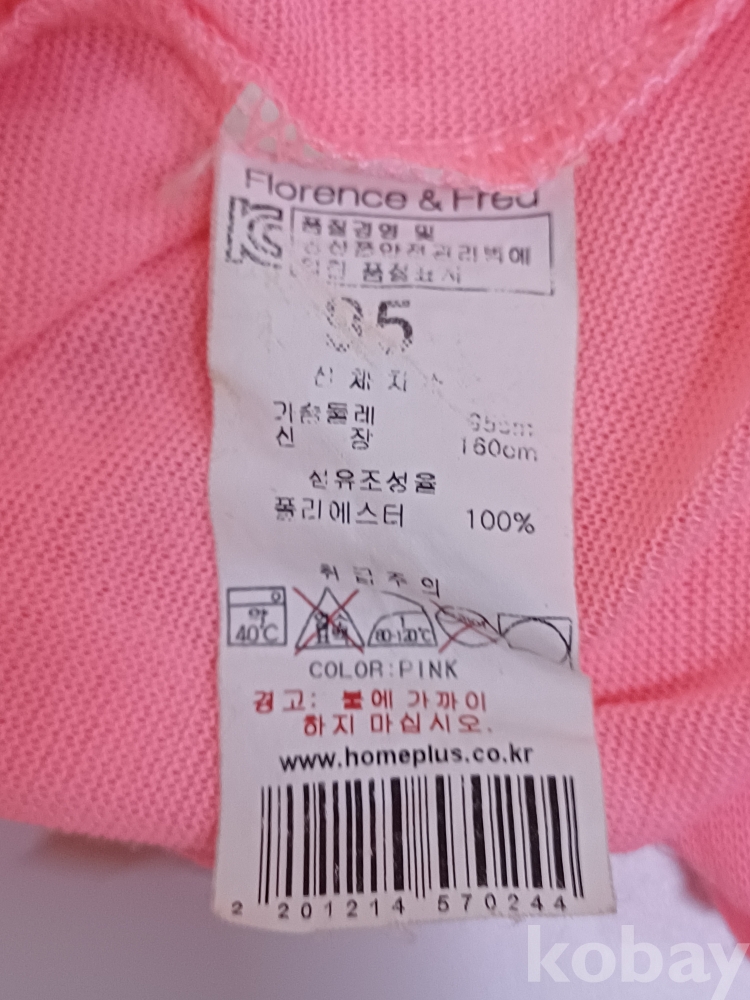 Florence & Fred
품질경영 및
공산품안전관리법에
의한 품질표시
95
신체치수
가슴둘레 95cm
신 장 160cm
섬유조성율
폴리에스터 100%
취급주의
약
40℃
80-120℃
COLOR:PINK
경고: 불에 가까이
하지 마십시오.
www.homeplus.co.kr
2 201214 570244
kobay